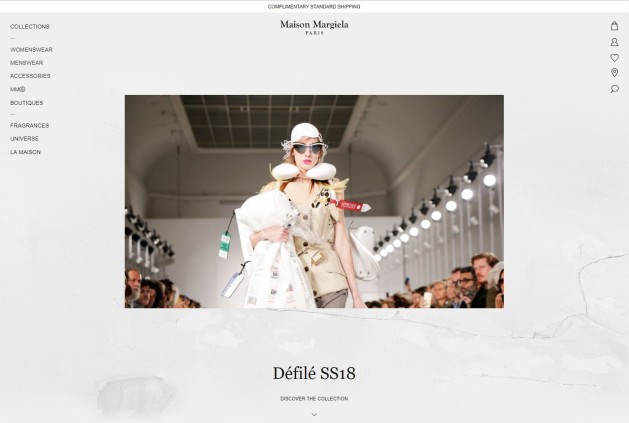 COMPLIMENTARY STANDARD SHIPPING
Maison Margiela
PARIS
COLLECTIONS
...
WOMENSWEAR
MENSWEAR
ACCESSORIES
MM⑥
BOUTIQUES
...
FRAGRANCES
UNIVERSE
LA MAISON
Défilé SS18
DISCOVER THE COLLECTION